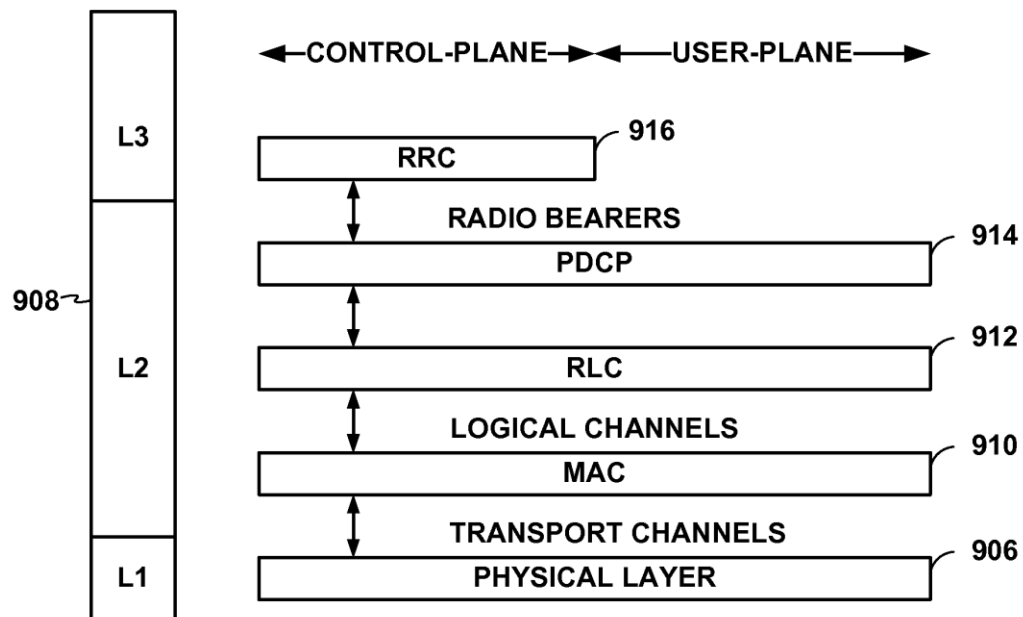 CONTROL-PLANE USER-PLANE
L3
916
RRC
RADIO BEARERS
914
PDCP
908
912
L2
RLC
LOGICAL CHANNELS
910
MAC
TRANSPORT CHANNELS
906
L1
PHYSICAL LAYER